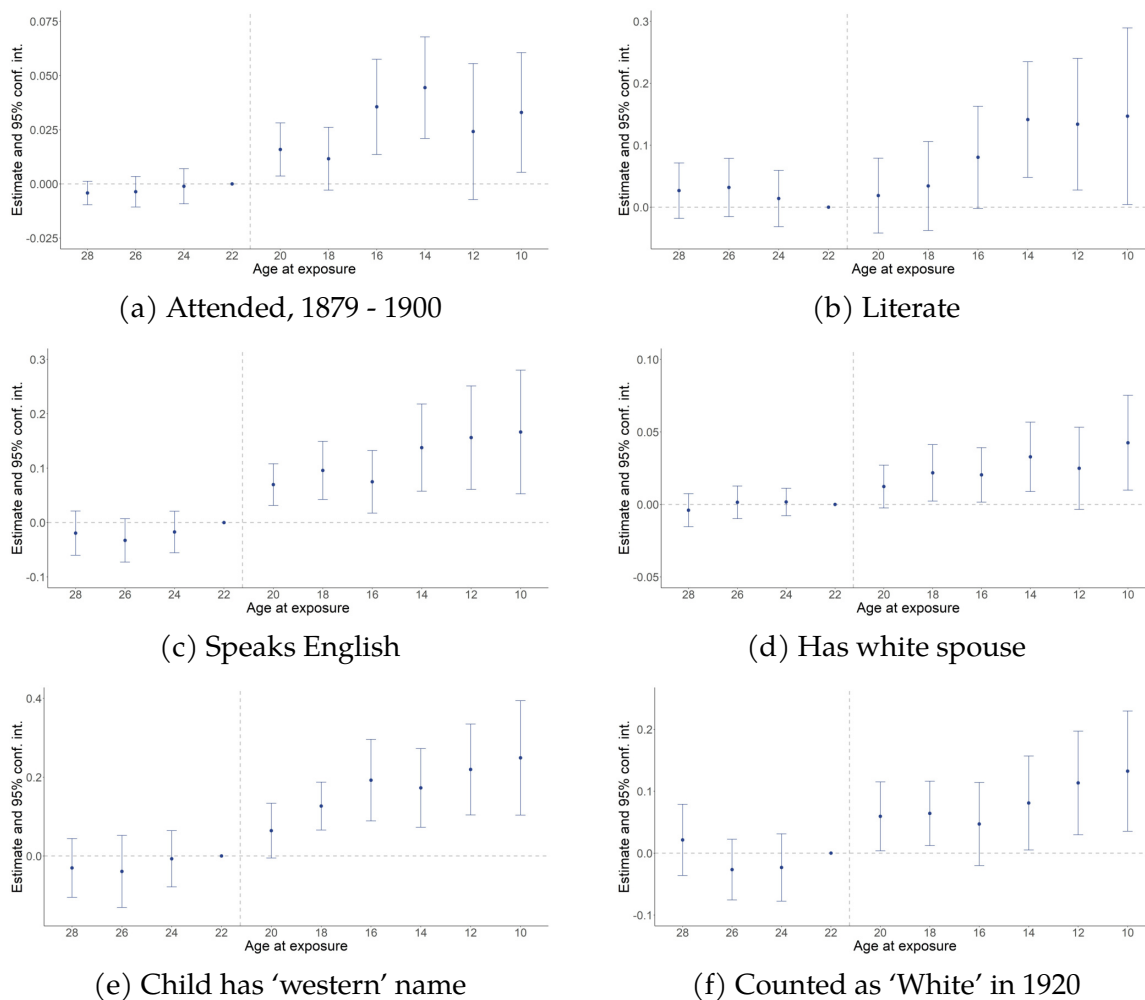 Estimate and 95% conf. int.
0.075
0.050
0.025
0.000
-0.025
28 26 24 22 20 18 16 14 12 10
Age at exposure
(a) Attended, 1879 - 1900
Estimate and 95% conf. int.
0.3
0.2
0.1
0.0
28 26 24 22 20 18 16 14 12 10
Age at exposure
(b) Literate
Estimate and 95% conf. int.
0.3
0.2
0.1
0.0
-0.1
28 26 24 22 20 18 16 14 12 10
Age at exposure
(c) Speaks English
Estimate and 95% conf. int.
0.10
0.05
0.00
-0.05
28 26 24 22 20 18 16 14 12 10
Age at exposure
(d) Has white spouse
Estimate and 95% conf. int.
0.4
0.2
0.0
28 26 24 22 20 18 16 14 12 10
Age at exposure
(e) Child has ‘western’ name
Estimate and 95% conf. int.
0.2
0.1
0.0
-0.1
28 26 24 22 20 18 16 14 12 10
Age at exposure
(f) Counted as ‘White’ in 1920